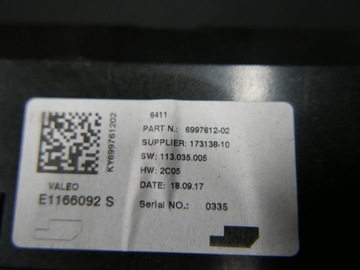 6411
PART N.: 6997612-02
SUPPLIER: 173138-10
SW: 113.035.005
HW: 2C05
DATE: 18.09.17
Serial NO.: 0335
KY699761202
VALEO
E1166092 S